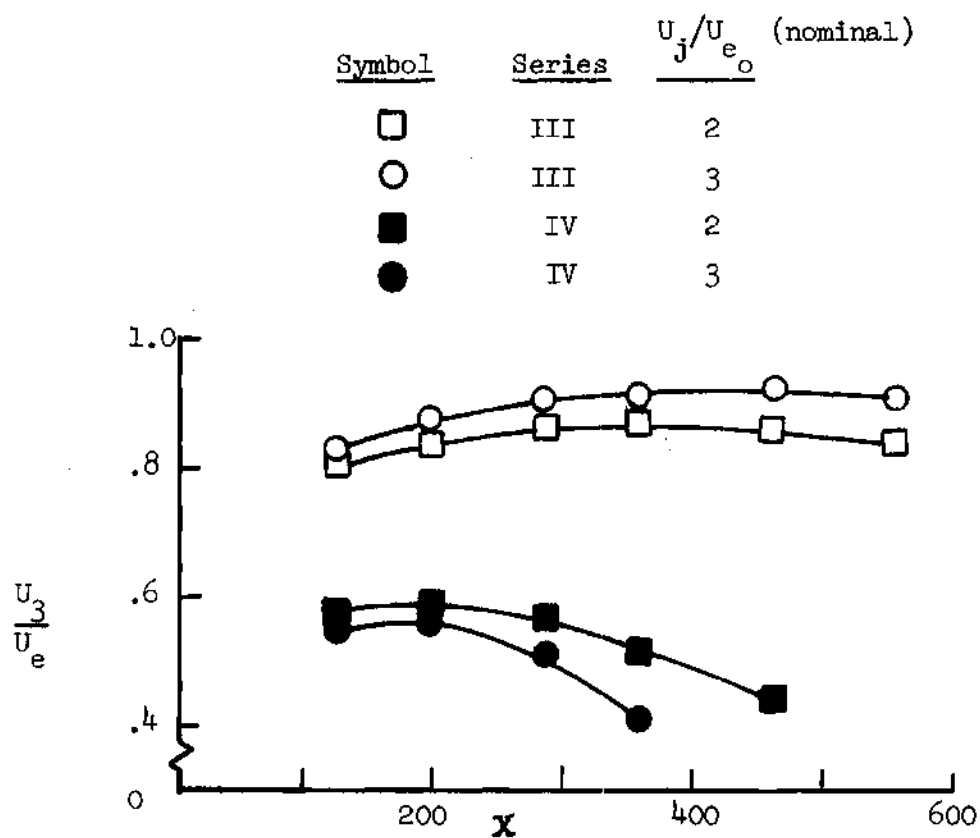 U_j/U_e_o (nominal)
Symbol Series
III 2
III 3
IV 2
IV 3
1.0
.8
.6
U_3
U_e
.4
0
200 400 600
X